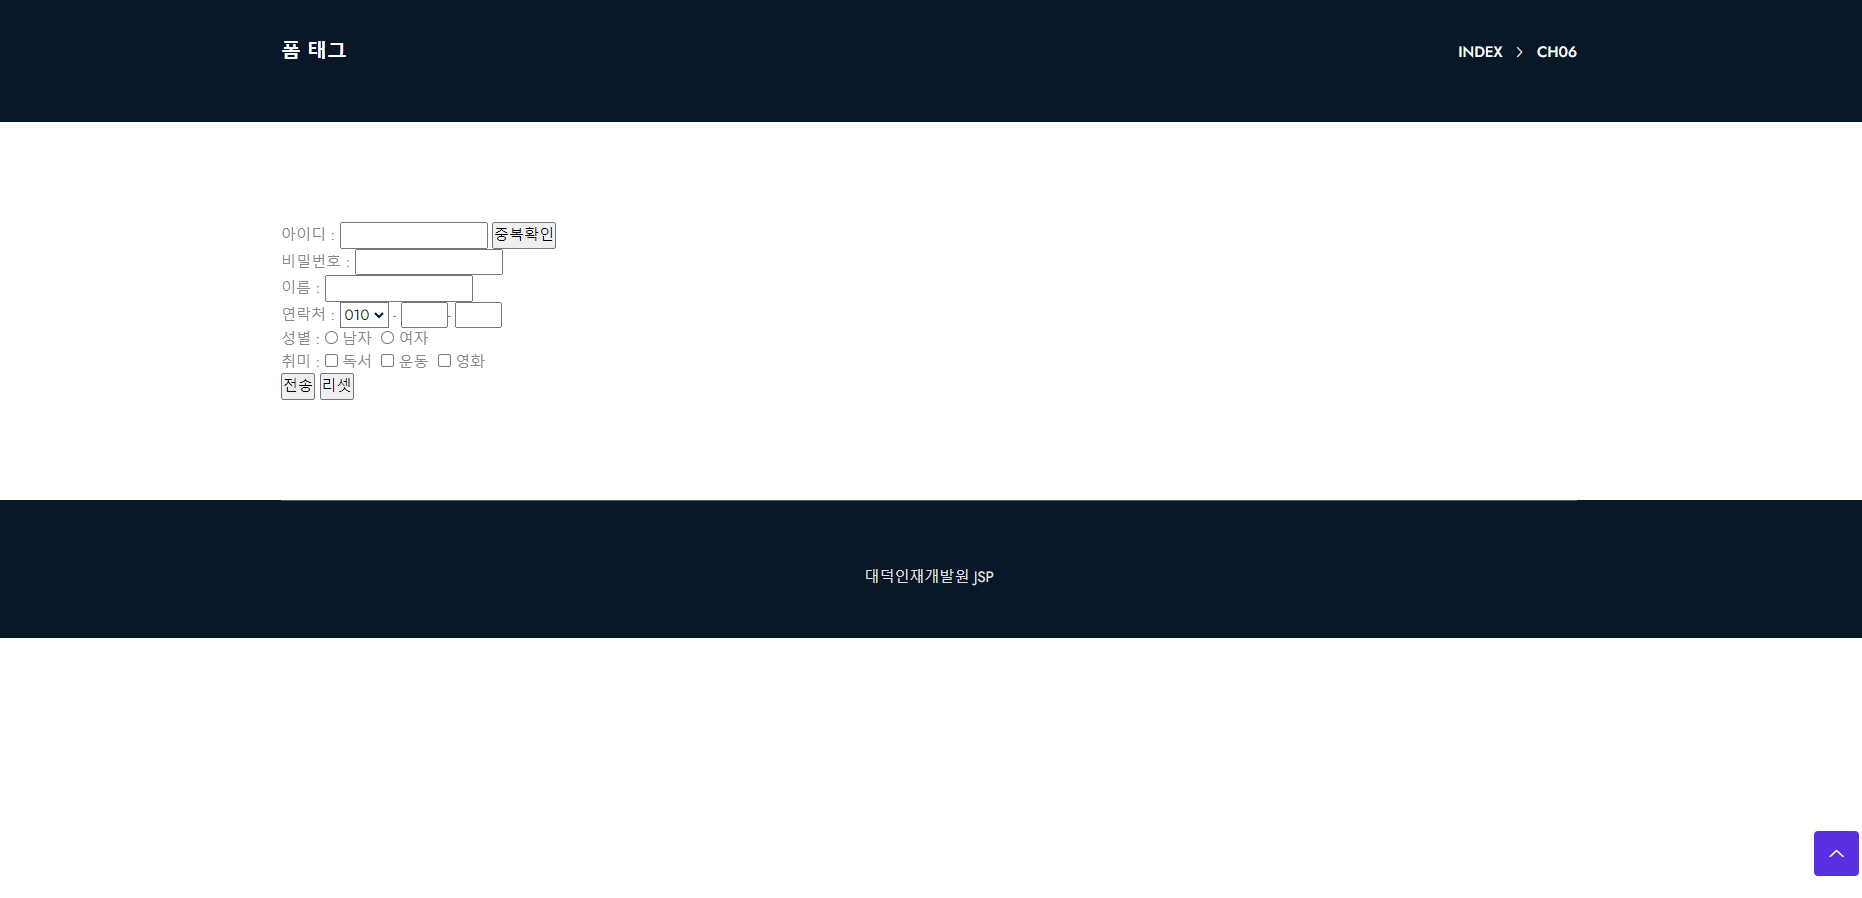 폼 태그
INDEX > CH06
아이디 : 중복확인
비밀번호 :
이름 :
연락처 : 010 - -
성별 : 남자 여자
취미 : 독서 운동 영화
전송 리셋
대덕인재개발원 JSP